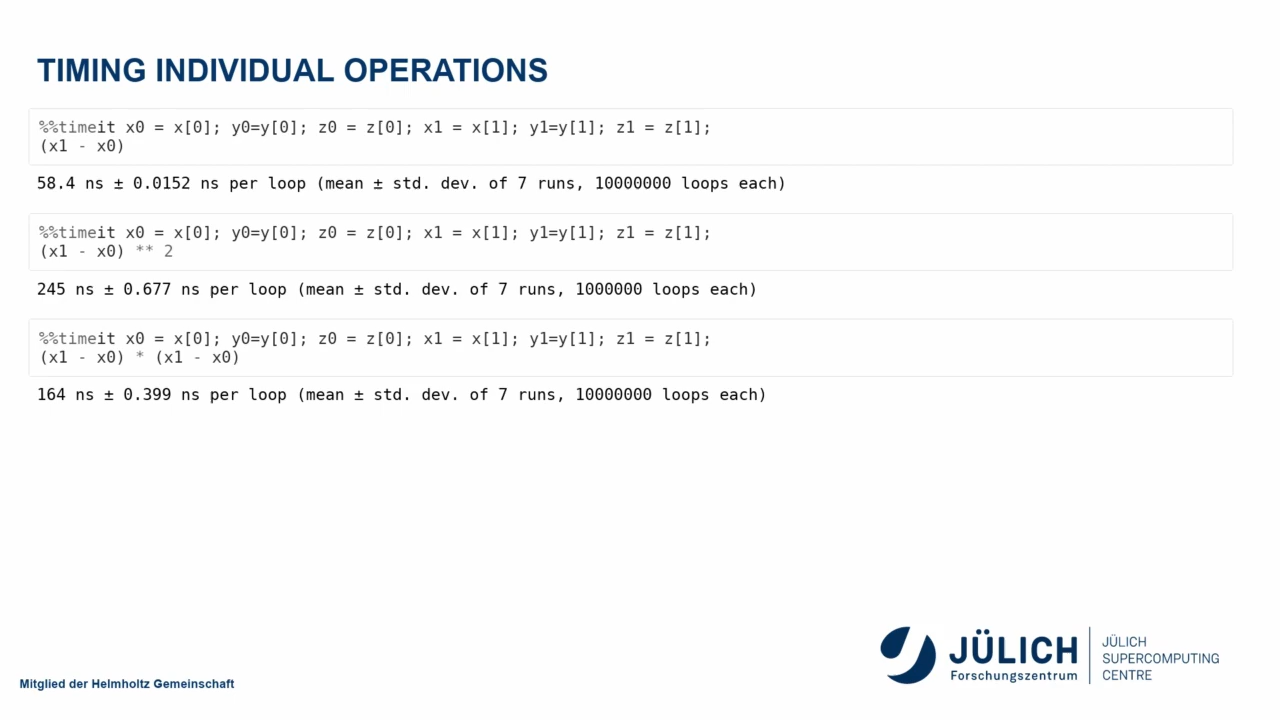 TIMING INDIVIDUAL OPERATIONS
%%timeit x0 = x[0]; y0=y[0]; z0 = z[0]; x1 = x[1]; y1=y[1]; z1 = z[1];
(x1 - x0)
58.4 ns ± 0.0152 ns per loop (mean ± std. dev. of 7 runs, 10000000 loops each)
%%timeit x0 = x[0]; y0=y[0]; z0 = z[0]; x1 = x[1]; y1=y[1]; z1 = z[1];
(x1 - x0) ** 2
245 ns ± 0.677 ns per loop (mean ± std. dev. of 7 runs, 1000000 loops each)
%%timeit x0 = x[0]; y0=y[0]; z0 = z[0]; x1 = x[1]; y1=y[1]; z1 = z[1];
(x1 - x0) * (x1 - x0)
164 ns ± 0.399 ns per loop (mean ± std. dev. of 7 runs, 10000000 loops each)
JÜLICH
Forschungszentrum
JÜLICH
SUPERCOMPUTING
CENTRE
Mitglied der Helmholtz Gemeinschaft